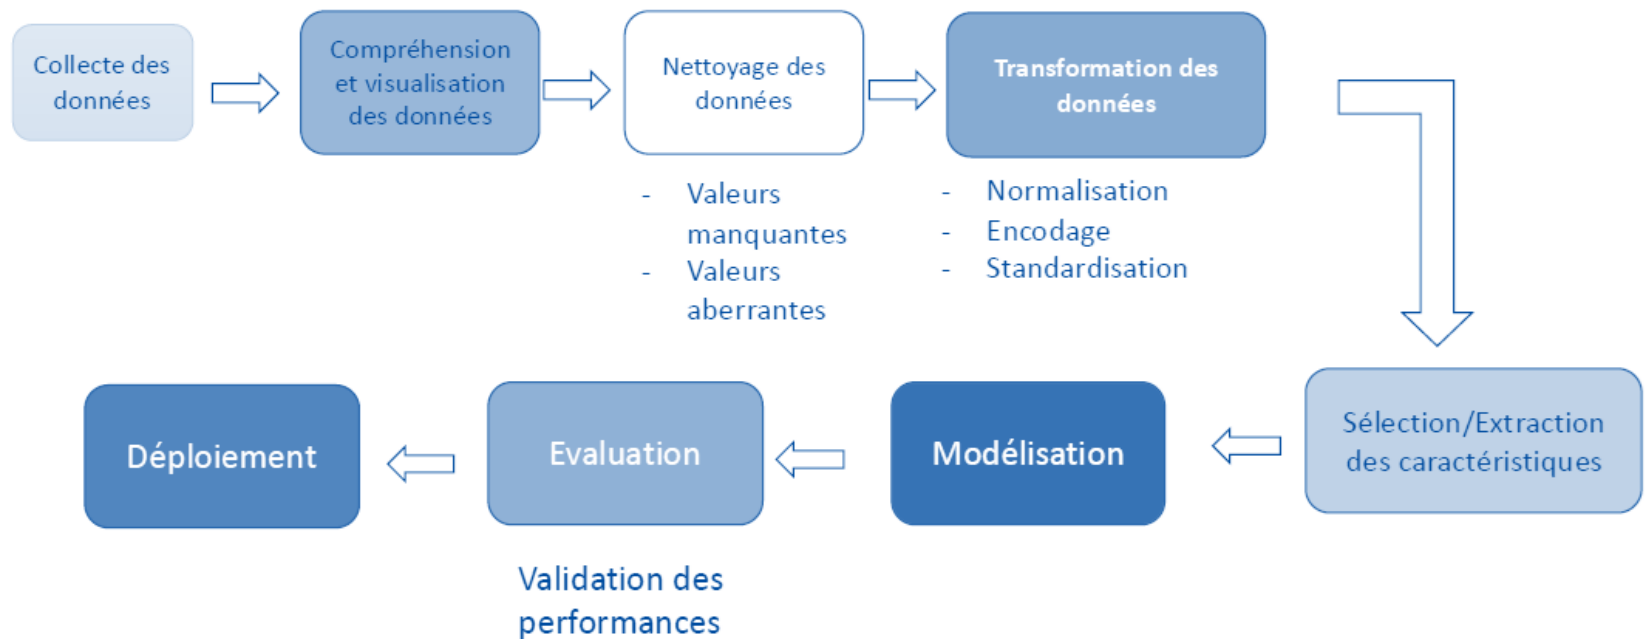 Collecte des
données
Compréhension
et visualisation
des données
Nettoyage des
données
Transformation des
données
- Valeurs
manquantes
- Valeurs
aberrantes
- Normalisation
- Encodage
- Standardisation
Sélection/Extraction
des caractéristiques
Modélisation
Evaluation
Déploiement
Validation des
performances